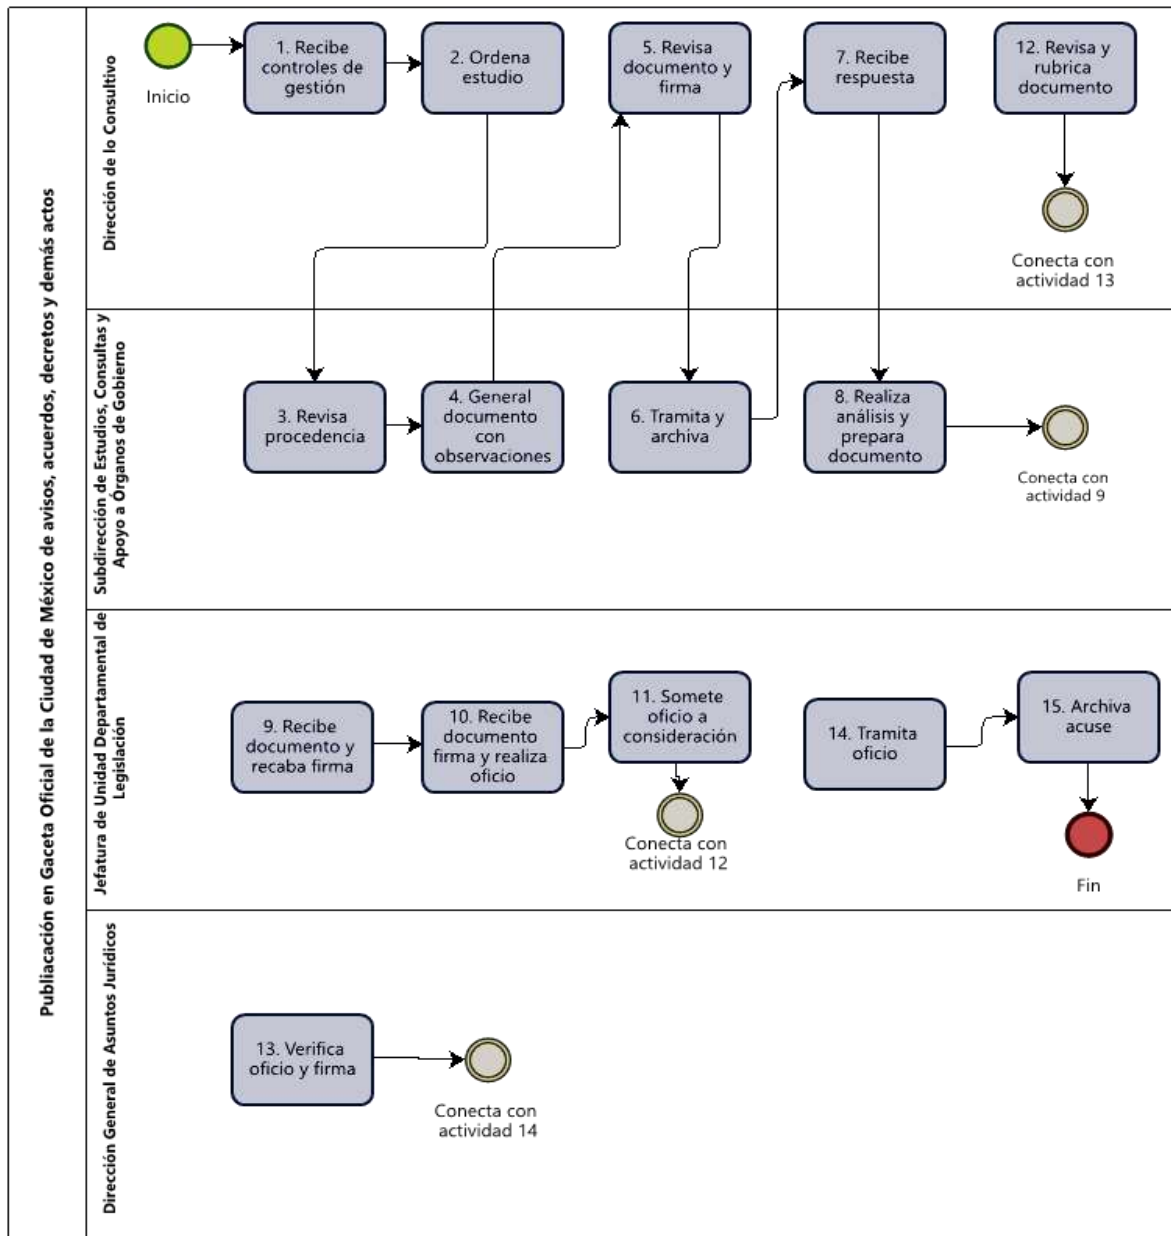 Publiacación en Gaceta Oficial de la Ciudad de México de avisos, acuerdos, decretos y demás actos
Dirección de lo Consultivo
Inicio
1. Recibe
controles de
gestión
2. Ordena
estudio
5. Revisa
documento y
firma
7. Recibe
respuesta
12. Revisa y
rubrica
documento
Conecta con
actividad 13
Subdirección de Estudios, Consultas y
Apoyo a Órganos de Gobierno
3. Revisa
procedencia
4. General
documento
con
observaciones
6. Tramita y
archiva
8. Realiza
análisis y
prepara
documento
Conecta con
actividad 9
Jefatura de Unidad Departamental de
Legislación
9. Recibe
documento y
recaba firma
10. Recibe
documento
firma y realiza
oficio
11. Somete
oficio a
consideración
Conecta con
actividad 12
14. Tramita
oficio
15. Archiva
acuse
Fin
Dirección General de Asuntos Jurídicos
13. Verifica
oficio y firma
Conecta con
actividad 14